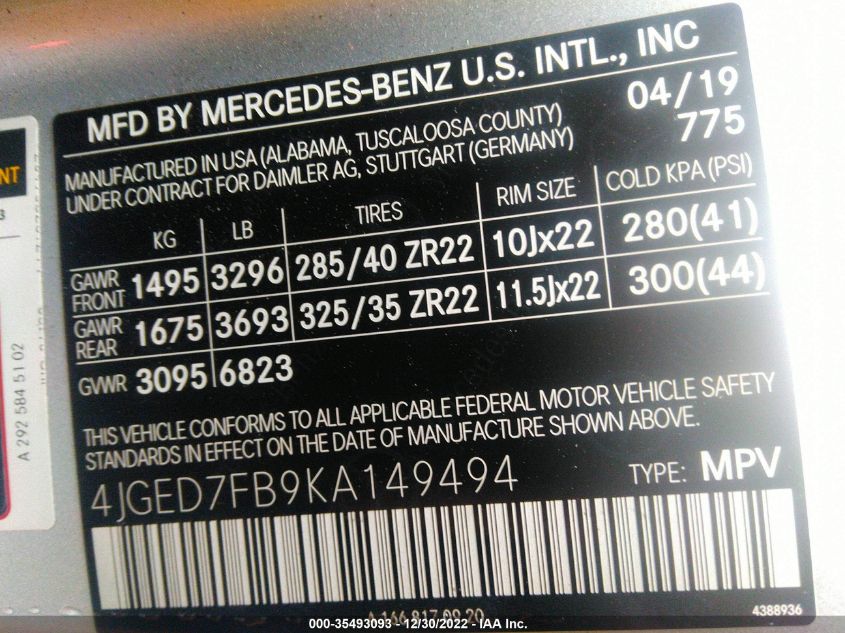 MFD BY MERCEDES-BENZ U.S. INTL., INC
04/19
775
MANUFACTURED IN USA (ALABAMA, TUSCALOOSA COUNTY)
UNDER CONTRACT FOR DAIMLER AG, STUTTGART (GERMANY)
KG LB TIRES RIM SIZE COLD KPA (PSI)
GAWR FRONT 1495 3296 285/40 ZR22 10Jx22 280(41)
GAWR REAR 1675 3693 325/35 ZR22 11.5Jx22 300(44)
GVWR 3095 6823
THIS VEHICLE CONFORMS TO ALL APPLICABLE FEDERAL MOTOR VEHICLE SAFETY
STANDARDS IN EFFECT ON THE DATE OF MANUFACTURE SHOWN ABOVE.
4JGED7FB9KA149494 TYPE: MPV
4388936
A 292 584 51 02
000-35493093 - 12/30/2022 - IAA Inc.